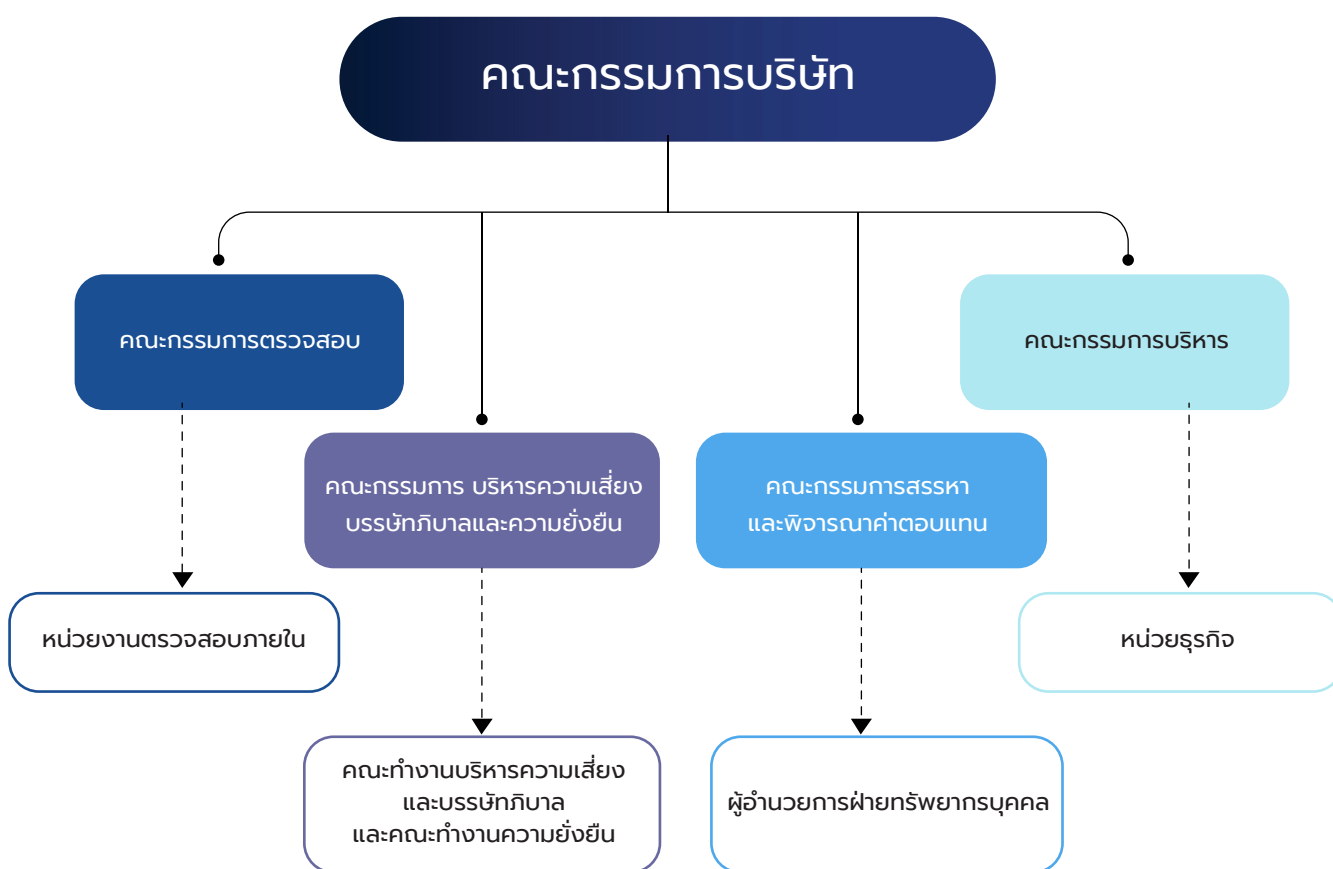 คณะกรรมการบริษัท
คณะกรรมการตรวจสอบ
คณะกรรมการบริหาร
คณะกรรมการ บริหารความเสี่ยง
บรรษัทภิบาลและความยั่งยืน
คณะกรรมการสรรหา
และพิจารณาค่าตอบแทน
หน่วยงานตรวจสอบภายใน
หน่วยธุรกิจ
คณะทำงานบริหารความเสี่ยง
และบรรษัทภิบาล
และคณะทำงานความยั่งยืน
ผู้อำนวยการฝ่ายทรัพยากรบุคคล